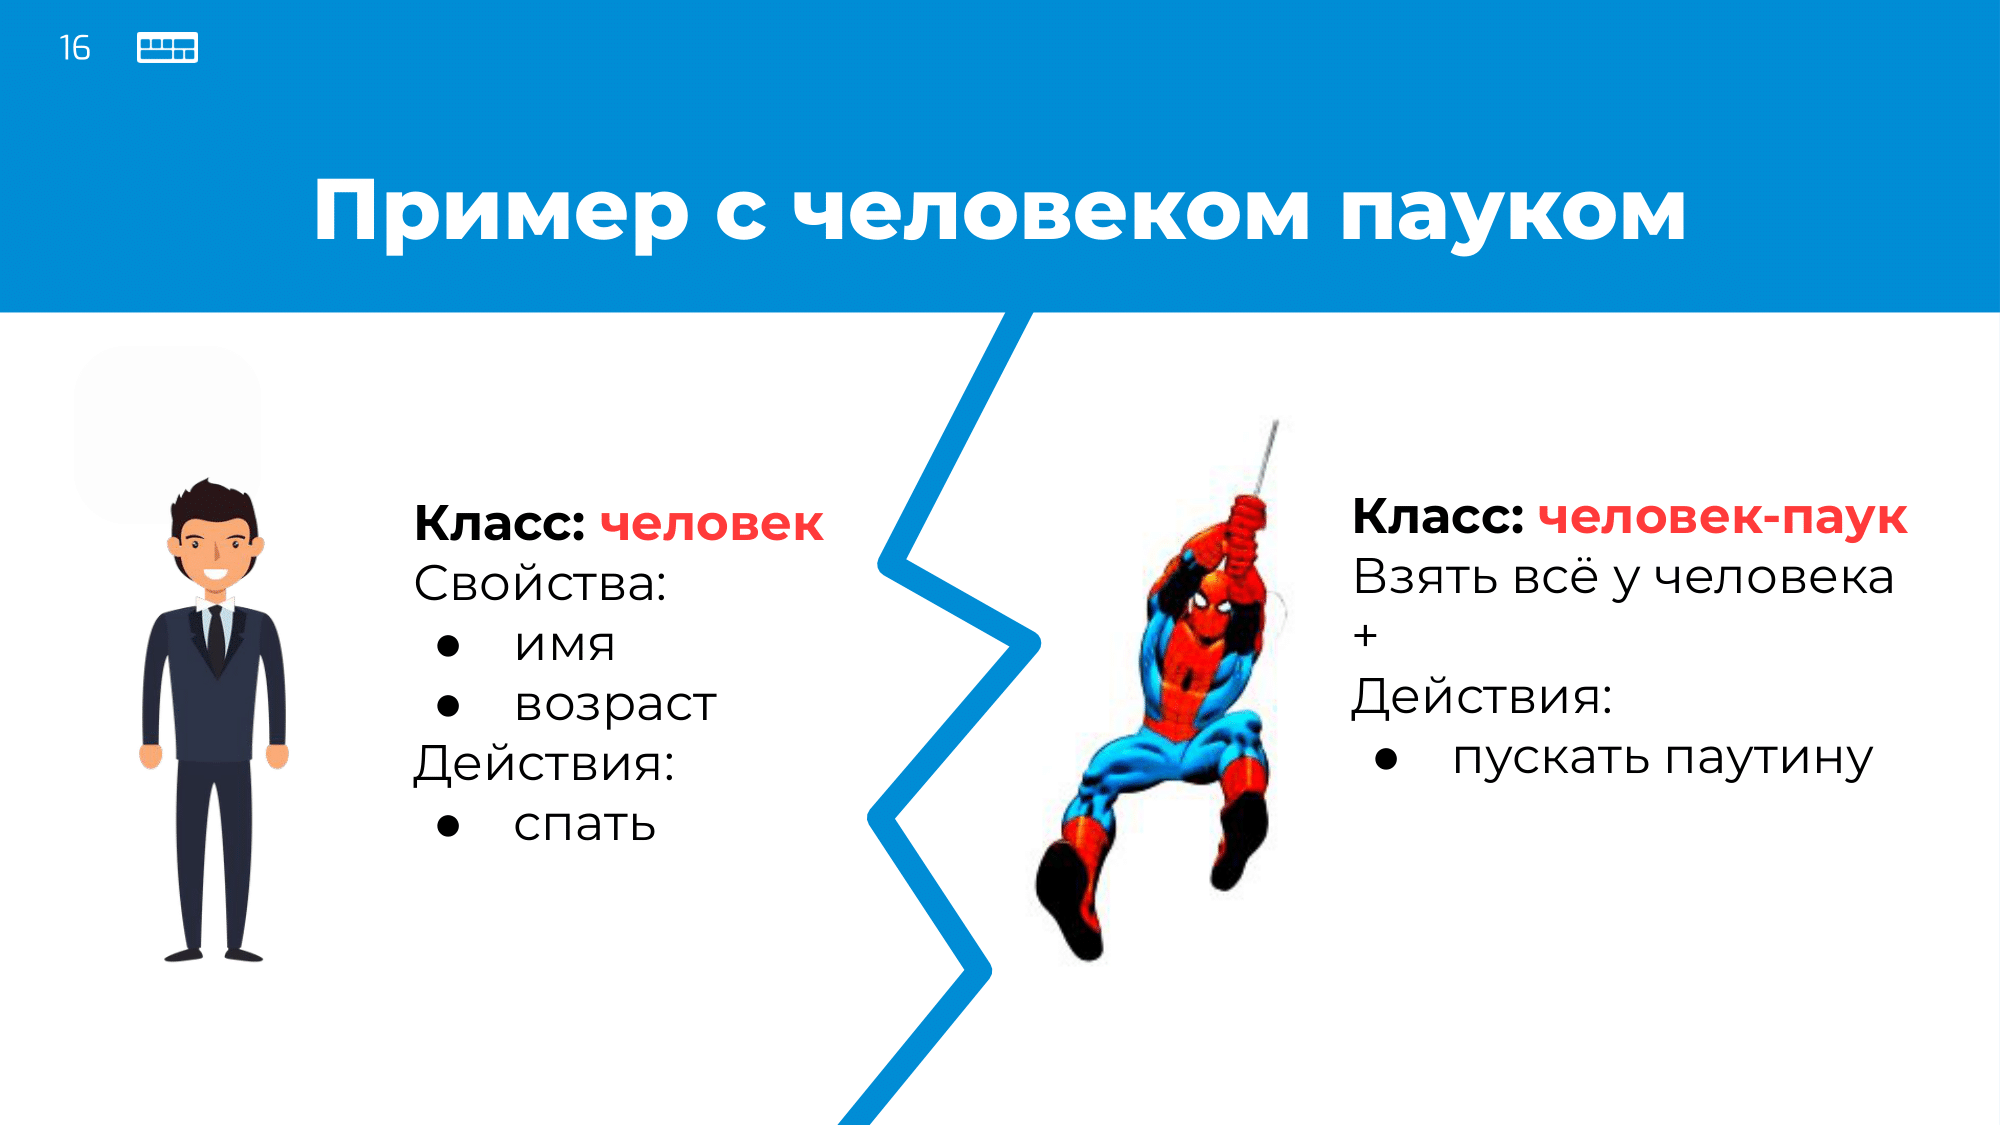 16
Пример с человеком пауком
Класс: человек
Свойства:
● имя
● возраст
Действия:
● спать
Класс: человек-паук
Взять всё у человека
+
Действия:
● пускать паутину